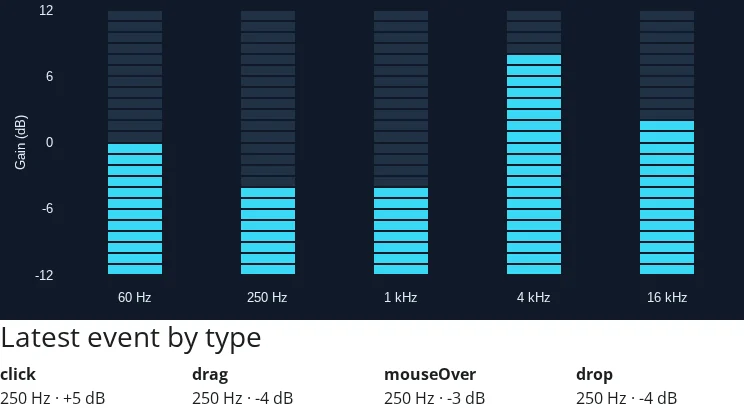 12
6
0
-6
-12
Gain (dB)
60 Hz 250 Hz 1 kHz 4 kHz 16 kHz
Latest event by type
click drag mouseOver drop
250 Hz · +5 dB 250 Hz · -4 dB 250 Hz · -3 dB 250 Hz · -4 dB